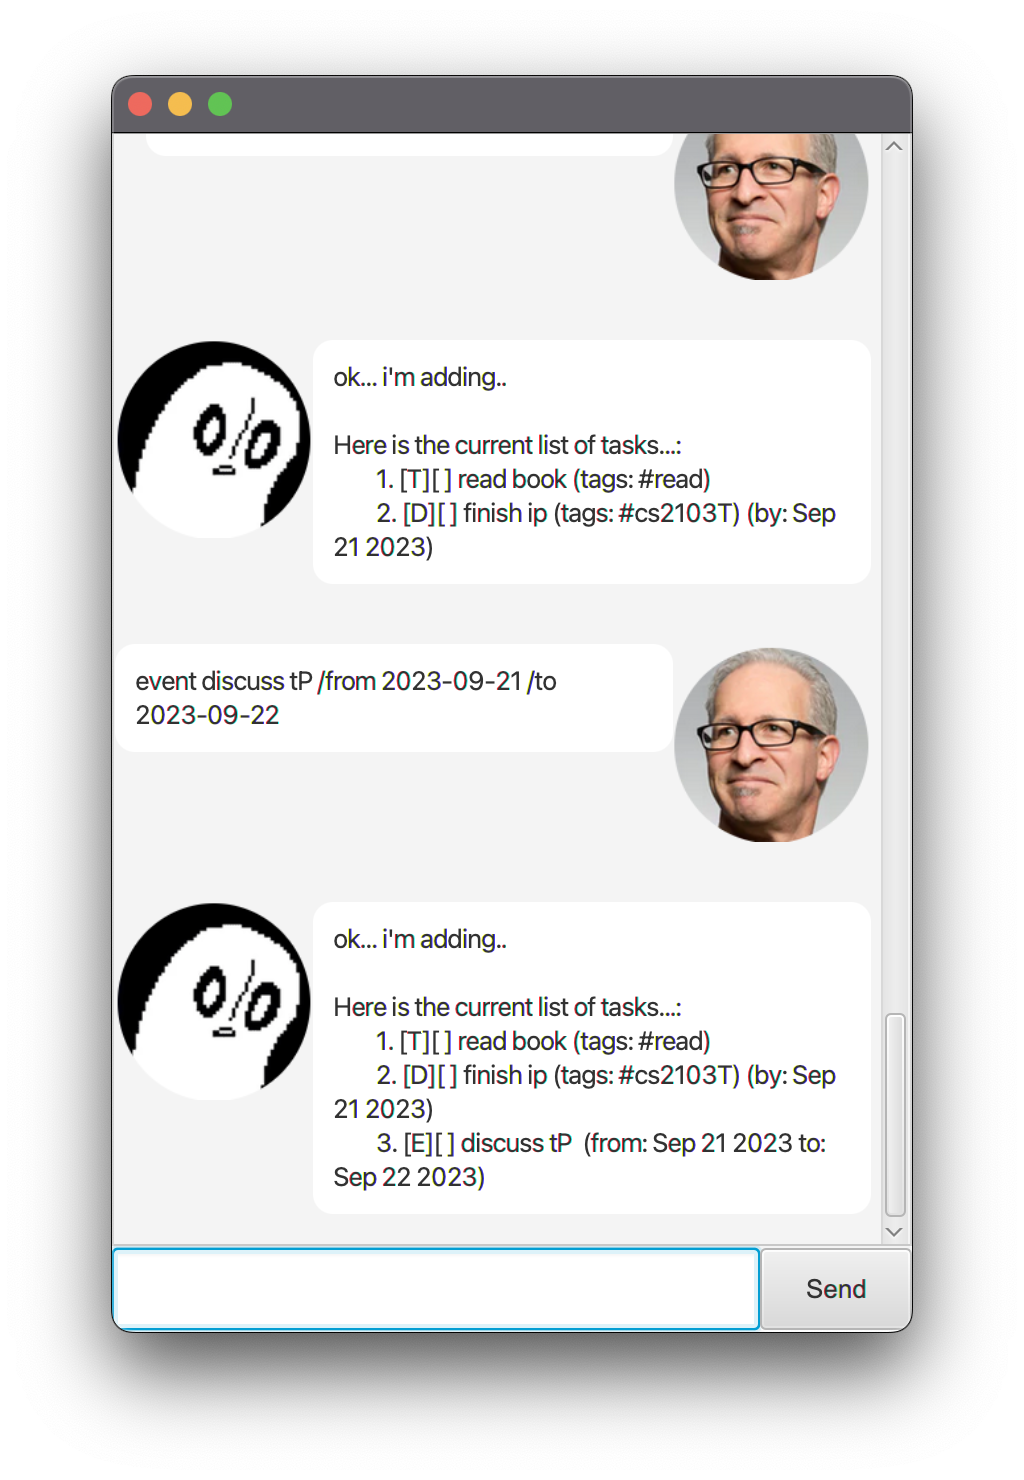 ok... i'm adding..
Here is the current list of tasks...:
1. [T][ ] read book (tags: #read)
2. [D][ ] finish ip (tags: #cs2103T) (by: Sep
21 2023)
event discuss tP /from 2023-09-21 /to
2023-09-22
ok... i'm adding..
Here is the current list of tasks...:
1. [T][ ] read book (tags: #read)
2. [D][ ] finish ip (tags: #cs2103T) (by: Sep
21 2023)
3. [E][ ] discuss tP  (from: Sep 21 2023 to:
Sep 22 2023)
Send